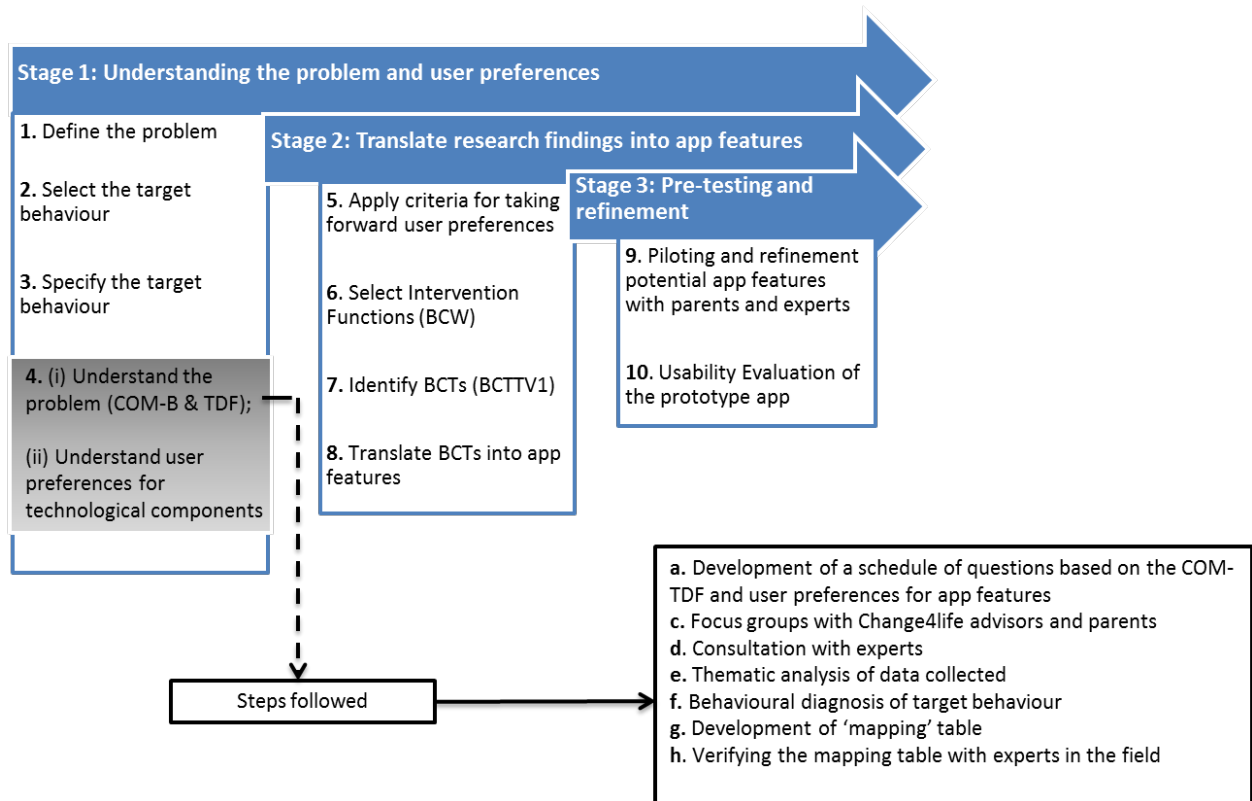 Stage 1: Understanding the problem and user preferences
1. Define the problem
2. Select the target
behaviour
3. Specify the target
behaviour
4. (i) Understand the
problem (COM-B & TDF);
(ii) Understand user
preferences for
technological components
Stage 2: Translate research findings into app features
5. Apply criteria for taking
forward user preferences
6. Select Intervention
Functions (BCW)
7. Identify BCTs (BCTTV1)
8. Translate BCTs into app
features
Stage 3: Pre-testing and
refinement
9. Piloting and refinement
potential app features
with parents and experts
10. Usability Evaluation of
the prototype app
Steps followed
a. Development of a schedule of questions based on the COM-
TDF and user preferences for app features
c. Focus groups with Change4life advisors and parents
d. Consultation with experts
e. Thematic analysis of data collected
f. Behavioural diagnosis of target behaviour
g. Development of ‘mapping’ table
h. Verifying the mapping table with experts in the field